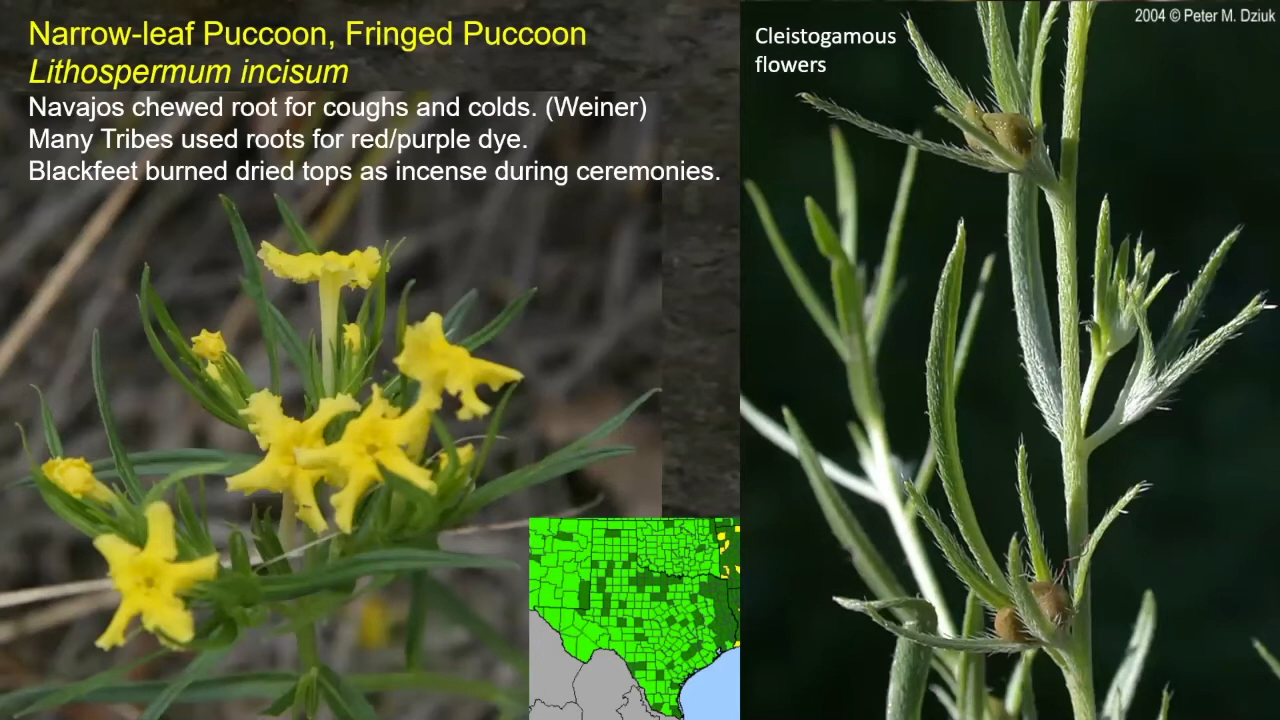 Narrow-leaf Puccoon, Fringed Puccoon
Lithospermum incisum
Navajos chewed root for coughs and colds. (Weiner)
Many Tribes used roots for red/purple dye.
Blackfeet burned dried tops as incense during ceremonies.
Cleistogamous
flowers
2004 © Peter M. Dziuk